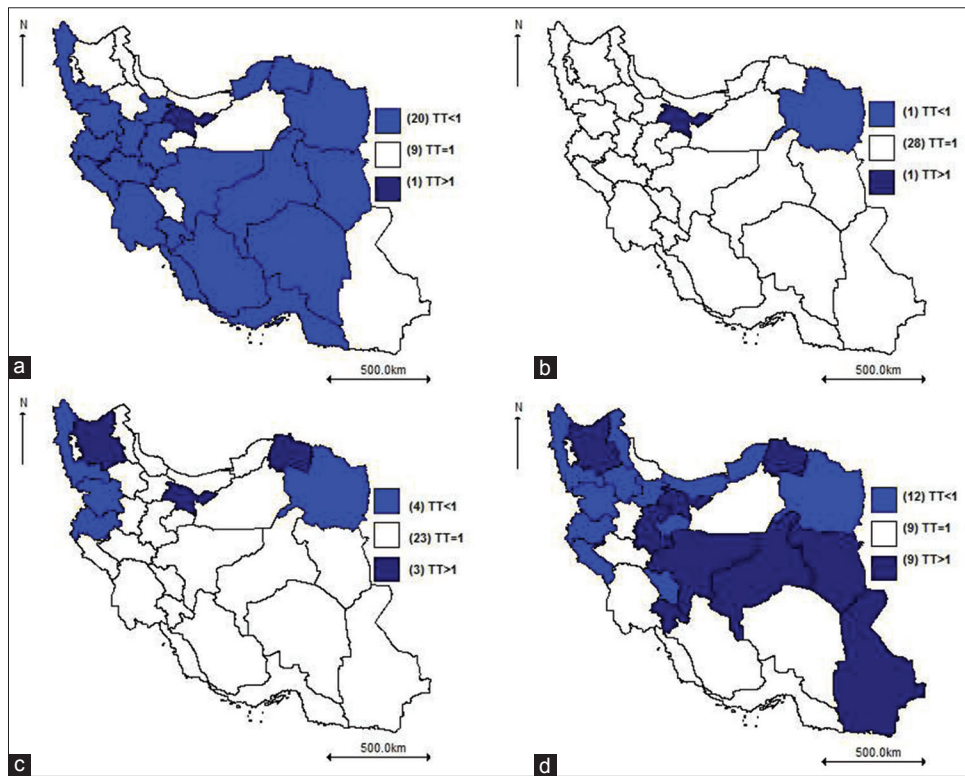 N
(20) TT<1
(9) TT=1
(1) TT>1
500.0km
a
N
(1) TT<1
(28) TT=1
(1) TT>1
500.0km
b
N
(4) TT<1
(23) TT=1
(3) TT>1
500.0km
c
N
(12) TT<1
(9) TT=1
(9) TT>1
500.0km
d